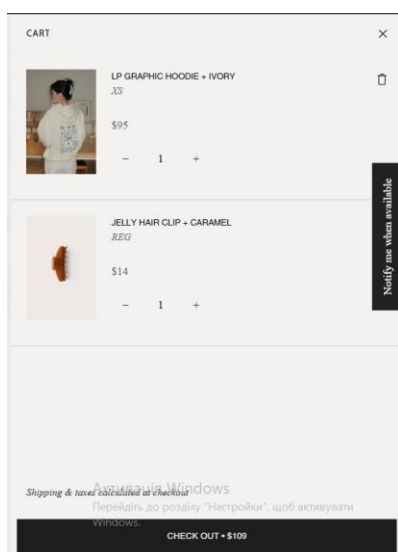 CART
LP GRAPHIC HOODIE + IVORY
XS
$95
− 1 +
JELLY HAIR CLIP + CARAMEL
REG
$14
− 1 +
Notify me when available
Shipping & taxes calculated at checkout
Активація Windows
Перейдіть до розділу "Настройки", щоб активувати
Windows.
CHECK OUT • $109